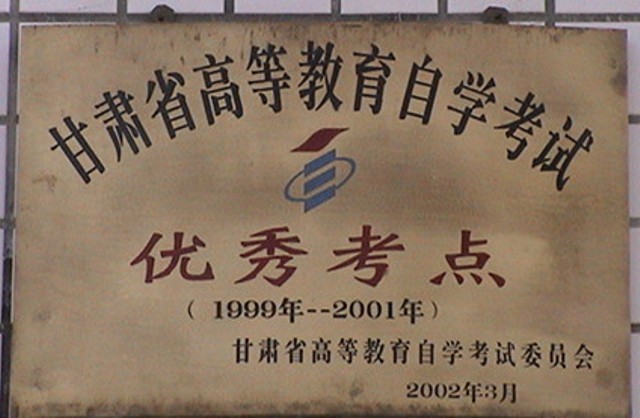 甘肃省高等教育自学考试
优秀考点
（1999年--2001年）
甘肃省高等教育自学考试委员会
2002年3月